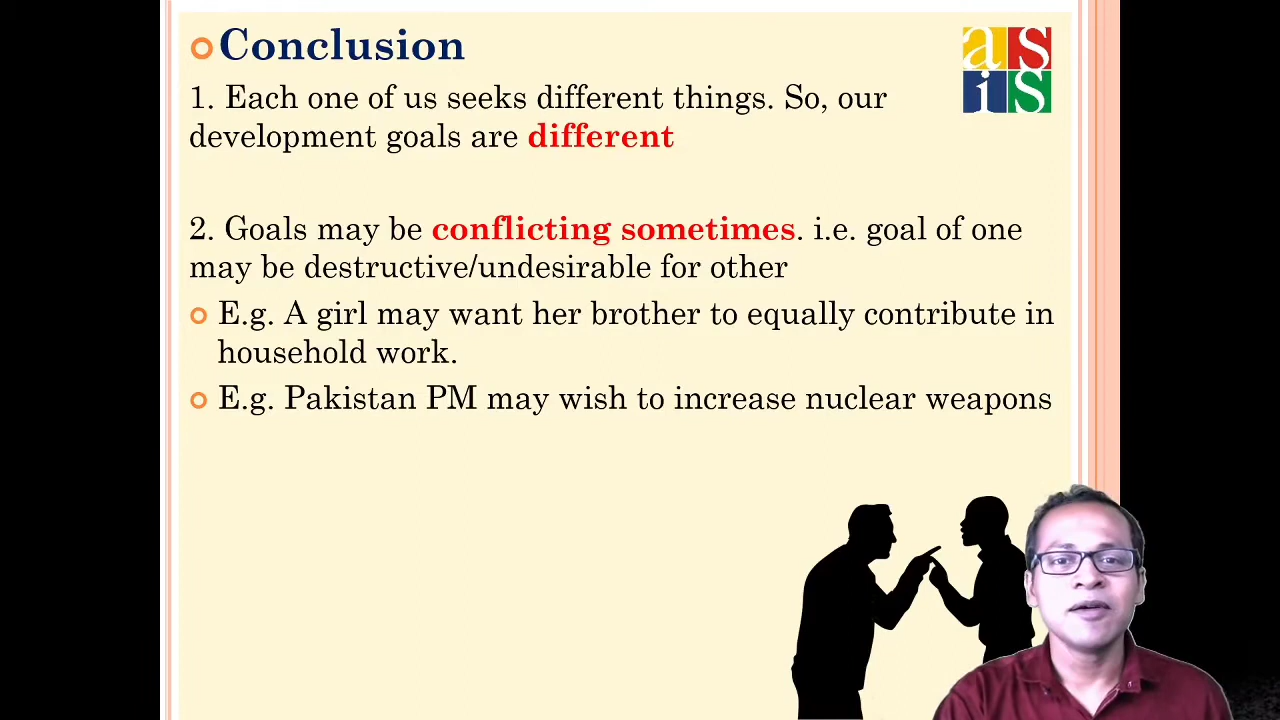 Conclusion
1. Each one of us seeks different things. So, our
development goals are different
2. Goals may be conflicting sometimes. i.e. goal of one
may be destructive/undesirable for other
E.g. A girl may want her brother to equally contribute in
household work.
E.g. Pakistan PM may wish to increase nuclear weapons
as
is